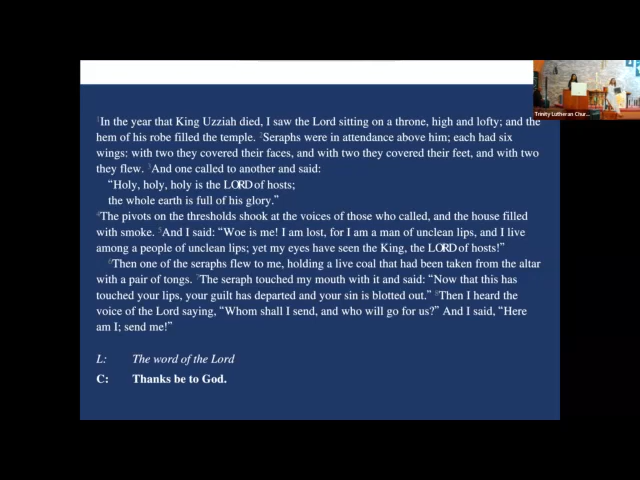 1In the year that King Uzziah died, I saw the Lord sitting on a throne, high and lofty; and the
hem of his robe filled the temple. 2Seraphs were in attendance above him; each had six
wings: with two they covered their faces, and with two they covered their feet, and with two
they flew. 3And one called to another and said:
“Holy, holy, holy is the LORD of hosts;
the whole earth is full of his glory.”
4The pivots on the thresholds shook at the voices of those who called, and the house filled
with smoke. 5And I said: “Woe is me! I am lost, for I am a man of unclean lips, and I live
among a people of unclean lips; yet my eyes have seen the King, the LORD of hosts!”
6Then one of the seraphs flew to me, holding a live coal that had been taken from the altar
with a pair of tongs. 7The seraph touched my mouth with it and said: “Now that this has
touched your lips, your guilt has departed and your sin is blotted out.” 8Then I heard the
voice of the Lord saying, “Whom shall I send, and who will go for us?” And I said, “Here
am I; send me!”
L: The word of the Lord
C: Thanks be to God.
Trinity Lutheran Chur...